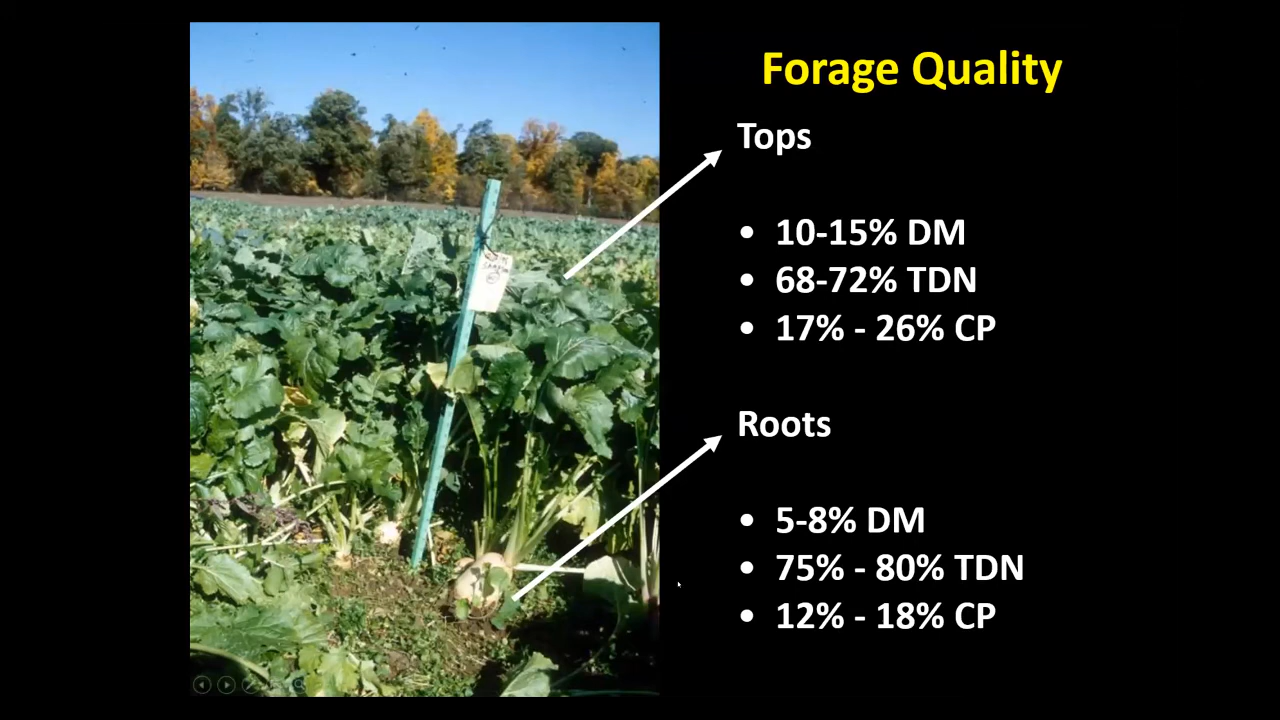 Forage Quality
Tops
• 10-15% DM
• 68-72% TDN
• 17% - 26% CP
Roots
• 5-8% DM
• 75% - 80% TDN
• 12% - 18% CP